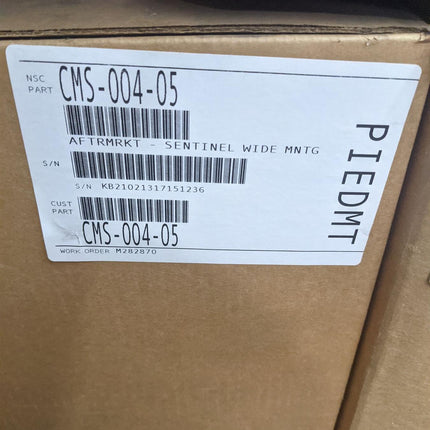 NSC
PART CMS-004-05
AFTRMRKT - SENTINEL WIDE MNTG
S/N
S/N KB21021317151236
CUST
PART
CMS-004-05
WORK ORDER M282870
PIEDMT